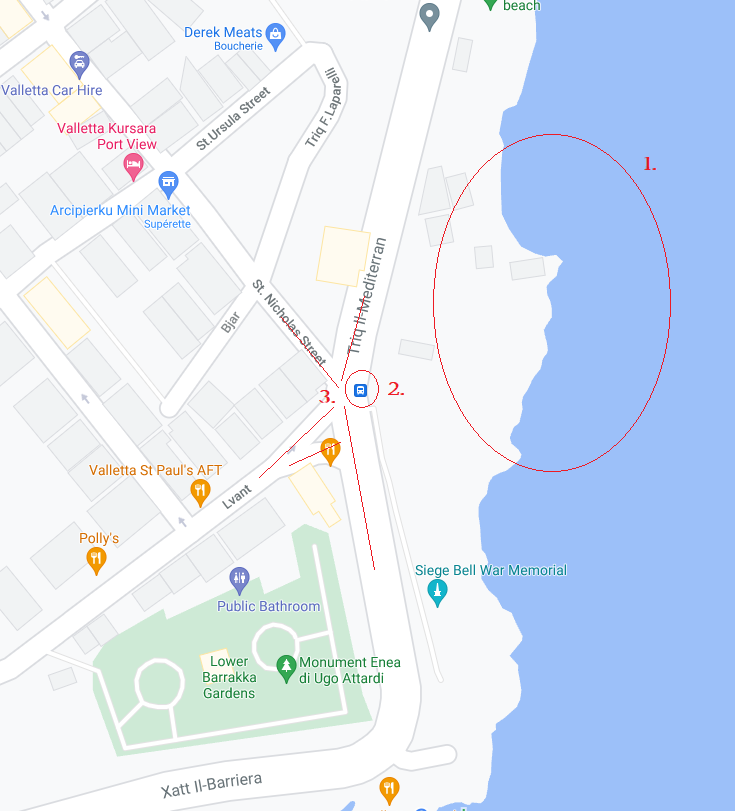 beach
Derek Meats
Boucherie
Valletta Car Hire
Triq F.Laparelli
St.Ursula Street
Valletta Kursara
Port View
1.
Arcipierku Mini Market
Supérette
Triq Il-Mediterran
St. Nicholas Street
Bjar
2.
3.
Valletta St Paul's AFT
Lvant
Polly's
Siege Bell War Memorial
Public Bathroom
Lower
Barrakka
Gardens
Monument Enea
di Ugo Attardi
Xatt Il-Barriera